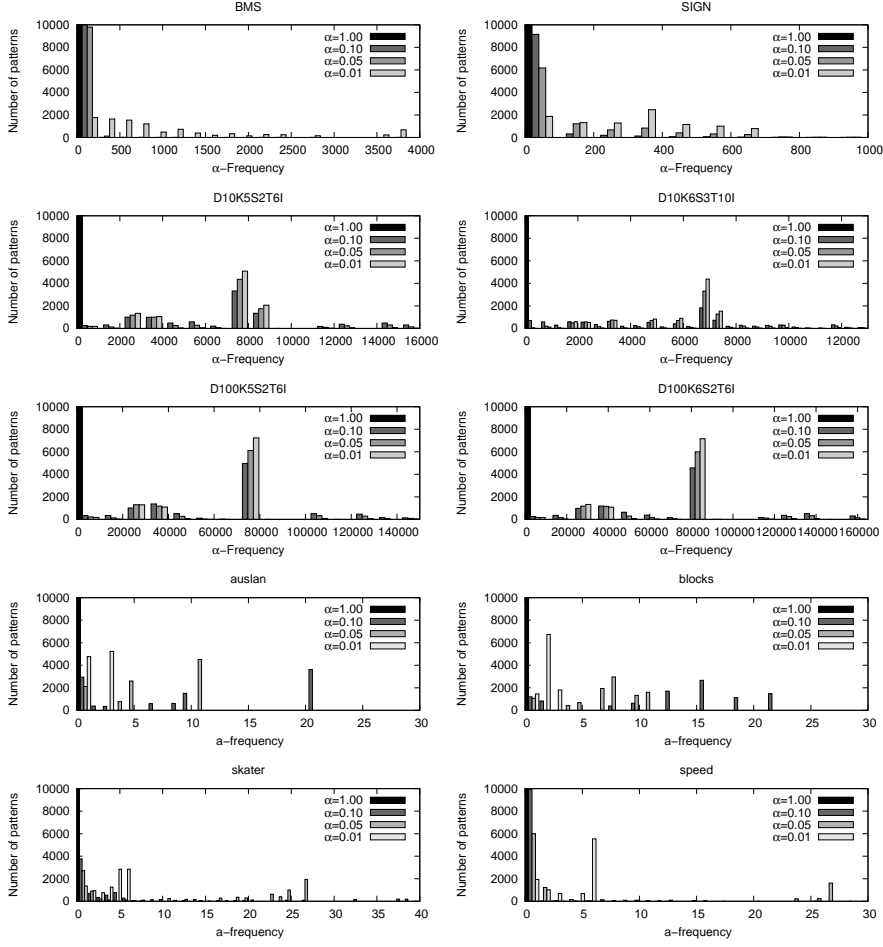 BMS
Number of patterns
10000
8000
6000
4000
2000
0
α=1.00
α=0.10
α=0.05
α=0.01
0 500 1000 1500 2000 2500 3000 3500 4000
α−Frequency
SIGN
Number of patterns
10000
8000
6000
4000
2000
0
α=1.00
α=0.10
α=0.05
α=0.01
0 200 400 600 800 1000
α−Frequency
D10K5S2T6I
Number of patterns
10000
8000
6000
4000
2000
0
α=1.00
α=0.10
α=0.05
α=0.01
0 2000 4000 6000 8000 10000 12000 14000 16000
α−Frequency
D10K6S3T10I
Number of patterns
10000
8000
6000
4000
2000
0
α=1.00
α=0.10
α=0.05
α=0.01
0 2000 4000 6000 8000 10000 12000
α−Frequency
D100K5S2T6I
Number of patterns
10000
8000
6000
4000
2000
0
α=1.00
α=0.10
α=0.05
α=0.01
0 20000 40000 60000 80000 100000 120000 140000
α−Frequency
D100K6S2T6I
Number of patterns
10000
8000
6000
4000
2000
0
α=1.00
α=0.10
α=0.05
α=0.01
0 20000 40000 60000 80000 100000 120000 140000 160000
α−Frequency
auslan
Number of patterns
10000
8000
6000
4000
2000
0
α=1.00
α=0.10
α=0.05
α=0.01
0 5 10 15 20 25 30
a−frequency
blocks
Number of patterns
10000
8000
6000
4000
2000
0
α=1.00
α=0.10
α=0.05
α=0.01
0 5 10 15 20 25 30
a−frequency
skater
Number of patterns
10000
8000
6000
4000
2000
0
α=1.00
α=0.10
α=0.05
α=0.01
0 5 10 15 20 25 30 35 40
a−frequency
speed
Number of patterns
10000
8000
6000
4000
2000
0
α=1.00
α=0.10
α=0.05
α=0.01
0 5 10 15 20 25 30
a−frequency